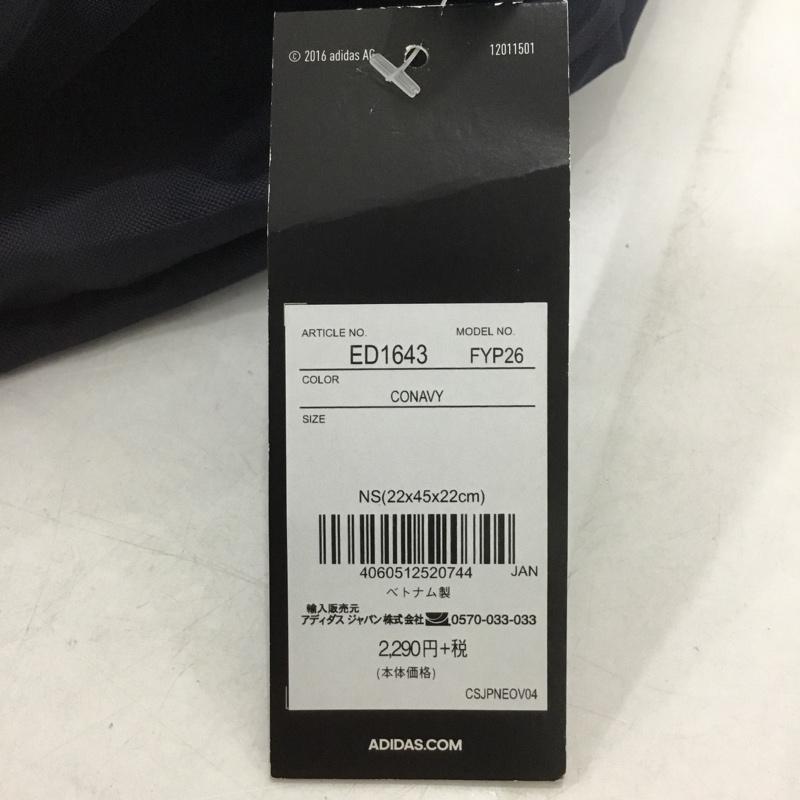 © 2016 adidas AG 12011501
ARTICLE NO. MODEL NO.
ED1643 FYP26
COLOR
CONAVY
SIZE
NS(22x45x22cm)
4060512520744 JAN
ベトナム製
輸入販売元
アディダス ジャパン株式会社 0570-033-033
2,290円+税
(本体価格)
CSJPNEOV04
ADIDAS.COM